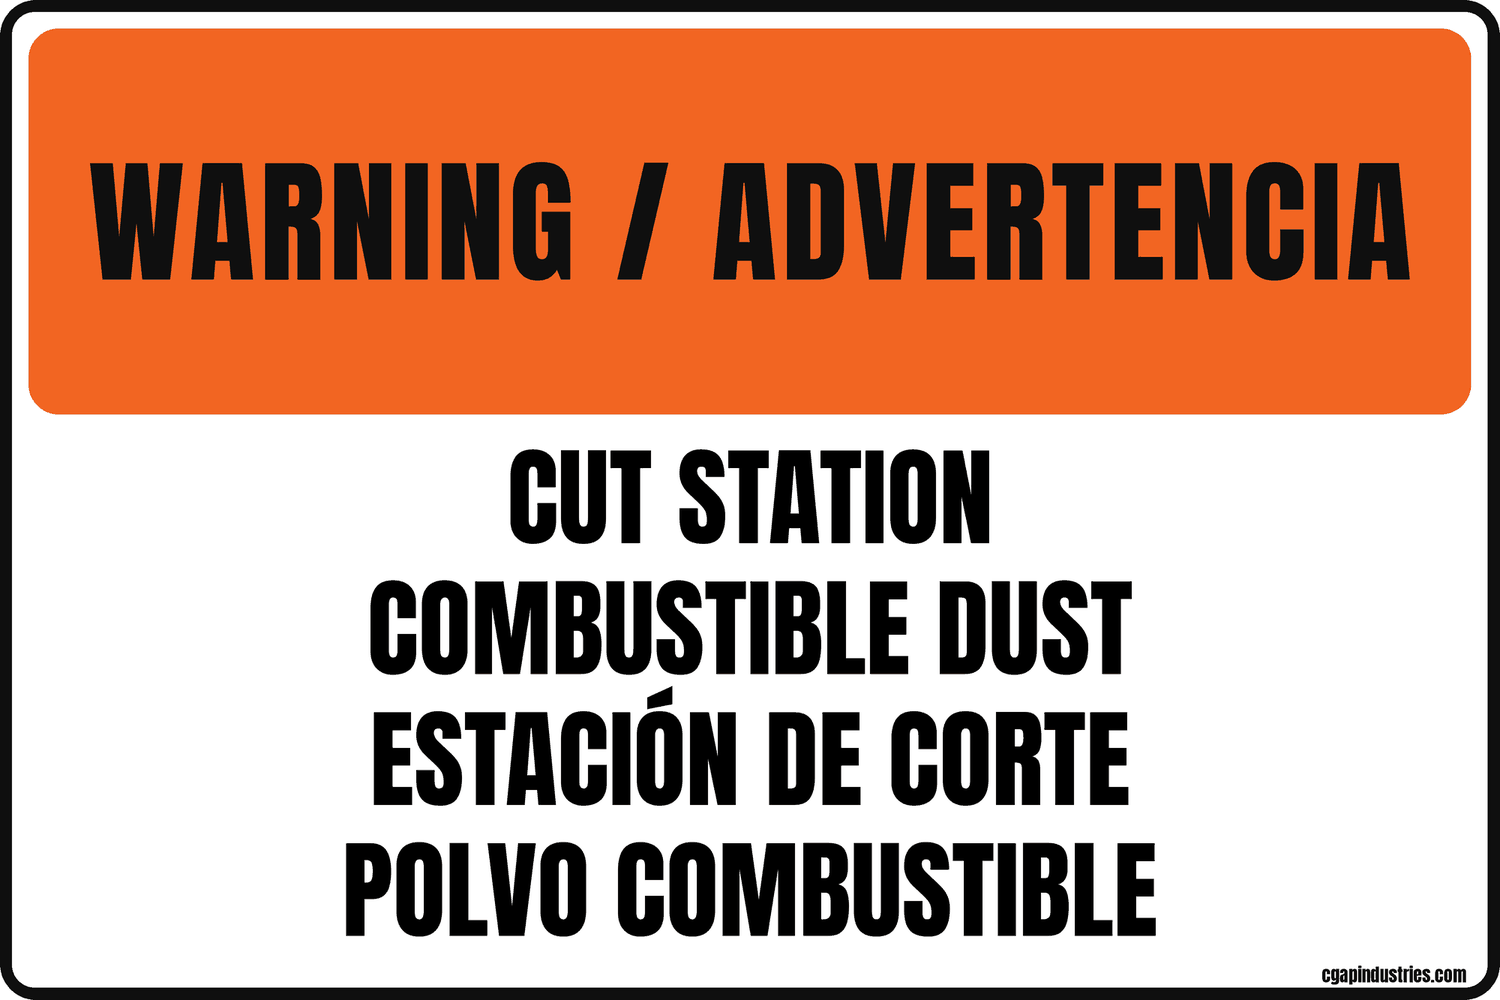 WARNING / ADVERTENCIA
CUT STATION
COMBUSTIBLE DUST
ESTACIÓN DE CORTE
POLVO COMBUSTIBLE
cgapindustries.com